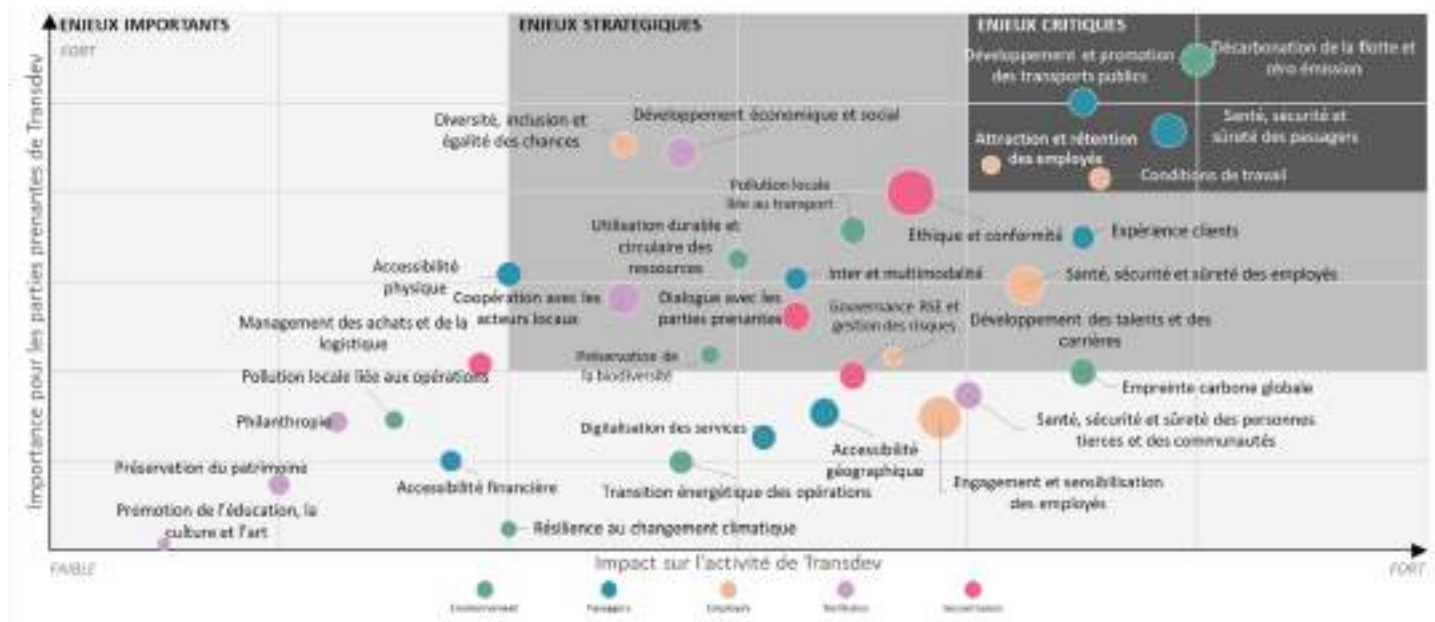 ENJEUX IMPORTANTS
ENJEUX STRATEGIQUES
ENJEUX CRITIQUES
FORT
Développement et promotion
des transports publics
Décarbonation de la flotte et
zéro émission
Diversité, inclusion et
égalité des chances
Développement économique et social
Santé, sécurité et
sûreté des passagers
Attraction et rétention
des employés
Conditions de travail
Pollution locale
liée au transport
Utilisation durable et
circulaire des
ressources
Ethique et conformité
Expérience clients
Accessibilité
physique
Inter et multimodalité
Santé, sécurité et sûreté des employés
Coopération avec les
acteurs locaux
Dialogue avec les
parties prenantes
Gouvernance RSE et
gestion des risques
Développement des talents et des
carrières
Management des achats et de la
logistique
Préservation de
la biodiversité
Pollution locale liée aux opérations
Empreinte carbone globale
Philanthropie
Digitalisation des services
Santé, sécurité et sûreté des personnes
tierces et des communautés
Accessibilité
géographique
Préservation du patrimoine
Accessibilité financière
Transition énergétique des opérations
Engagement et sensibilisation
des employés
Promotion de l'éducation, la
culture et l'art
Résilience au changement climatique
Importance pour les parties prenantes de Transdev
FAIBLE
Impact sur l'activité de Transdev
FORT
Environnement
Passagers
Employés
Territoires
Gouvernance